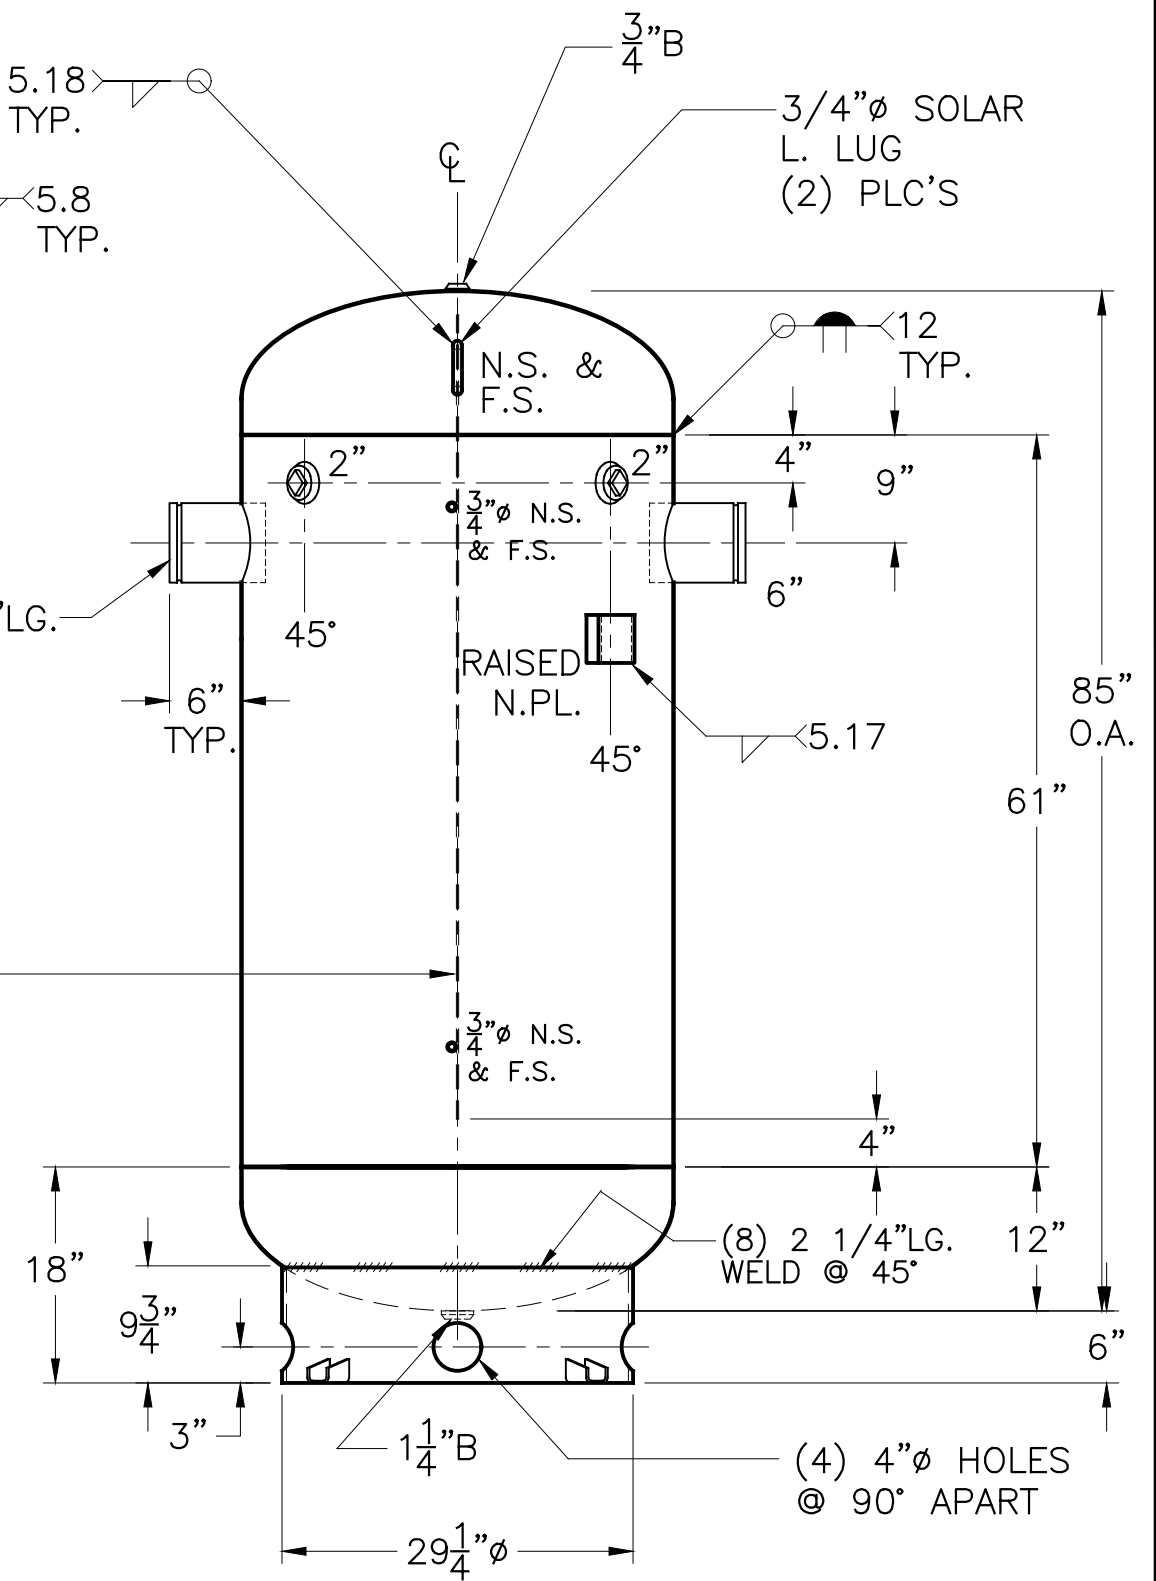 3/4"B
5.18
TYP.
3/4"ø SOLAR
L. LUG
(2) PLC'S
℄
5.8
TYP.
12
TYP.
N.S. &
F.S.
2"
2"
4"
9"
3/4"ø N.S.
& F.S.
6"
"LG.
45°
RAISED
N.PL.
6"
TYP.
85"
O.A.
5.17
45°
61"
3/4"ø N.S.
& F.S.
4"
18"
(8) 2 1/4"LG.
WELD @ 45°
12"
9 3/4"
6"
3"
1 1/4"B
(4) 4"ø HOLES
@ 90° APART
29 1/4"ø